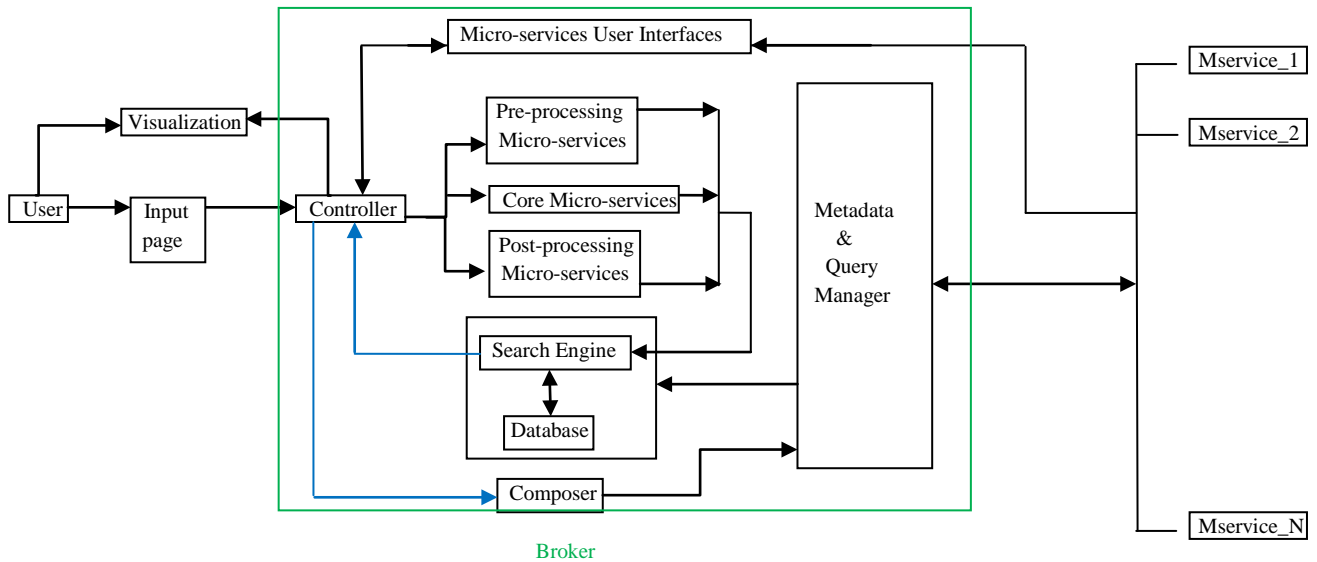 Micro-services User Interfaces
Mservice_1
Pre-processing
Micro-services
Visualization
Mservice_2
Core Micro-services
User
Input
page
Controller
Metadata
&
Query
Manager
Post-processing
Micro-services
Search Engine
Database
Composer
Mservice_N
Broker